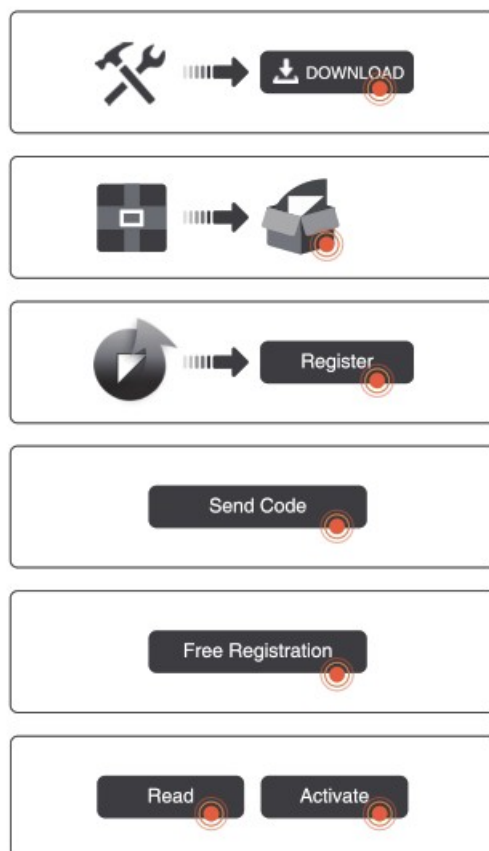 DOWNLOAD
Register
Send Code
Free Registration
Read Activate